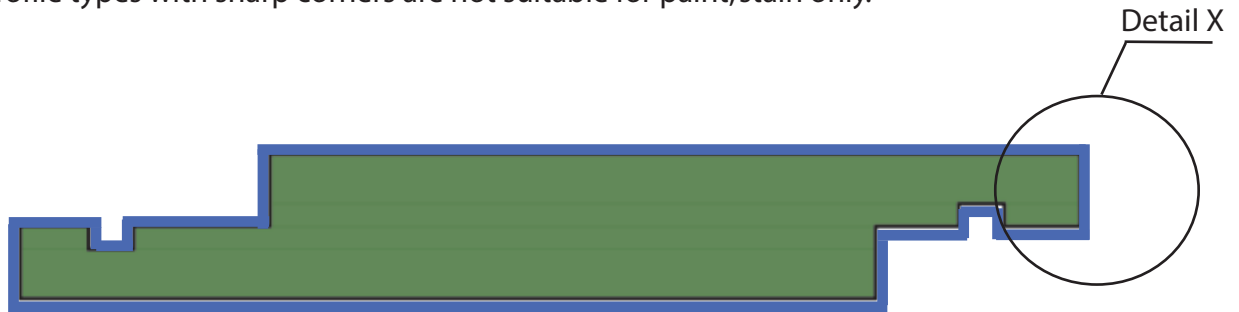 types with sharp corners are not suitable for paint/stain only.
Detail X